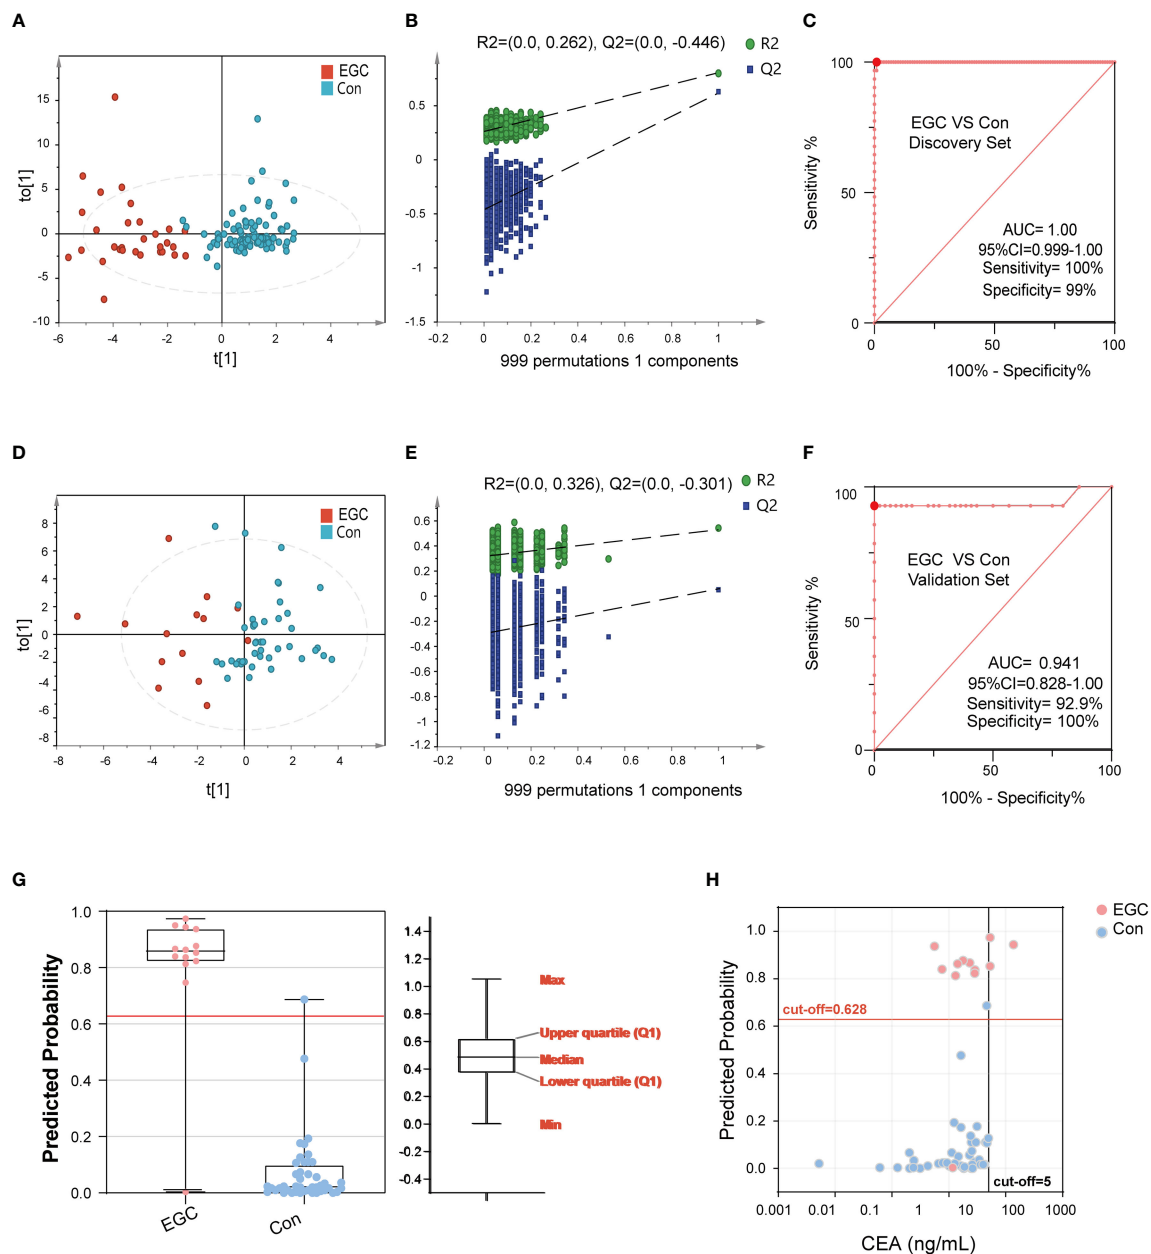 A
EGC
Con
15
10
5
0
-5
-10
-6
-4
-2
0
2
4
6
to[1]
t[1]
B
R2=(0.0, 0.262), Q2=(0.0, -0.446)
R2
Q2
0.5
0
-0.5
-1
-1.5
0
0.2
0.4
0.6
0.8
1
999 permutations 1 components
C
100
50
0
Sensitivity %
EGC VS Con
Discovery Set
AUC= 1.00
95%CI=0.999-1.00
Sensitivity= 100%
Specificity= 99%
0
50
100
100% - Specificity%
D
EGC
Con
8
6
4
2
0
-2
-4
-6
-8
-8
-6
-4
-2
0
2
4
to[1]
t[1]
E
R2=(0.0, 0.326), Q2=(0.0, -0.301)
R2
Q2
0.6
0.4
0.2
0
-0.2
-0.4
-0.6
-0.8
-1
-1.2
-0.2
0
0.2
0.4
0.6
0.8
1
999 permutations 1 components
F
100
50
0
Sensitivity %
EGC VS Con
Validation Set
AUC= 0.941
95%CI=0.828-1.00
Sensitivity= 92.9%
Specificity= 100%
0
50
100
100% - Specificity%
G
1.0
0.8
0.6
0.4
0.2
0.0
Predicted Probability
EGC
Con
1.4
1.2
1.0
0.8
0.6
0.4
0.2
0.0
-0.2
-0.4
Max
Upper quartile (Q1)
Median
Lower quartile (Q1)
Min
H
EGC
Con
1.0
0.8
0.6
0.4
0.2
0.0
Predicted Probability
cut-off=0.628
cut-off=5
0.001
0.01
0.1
1
10
100
1000
CEA (ng/mL)